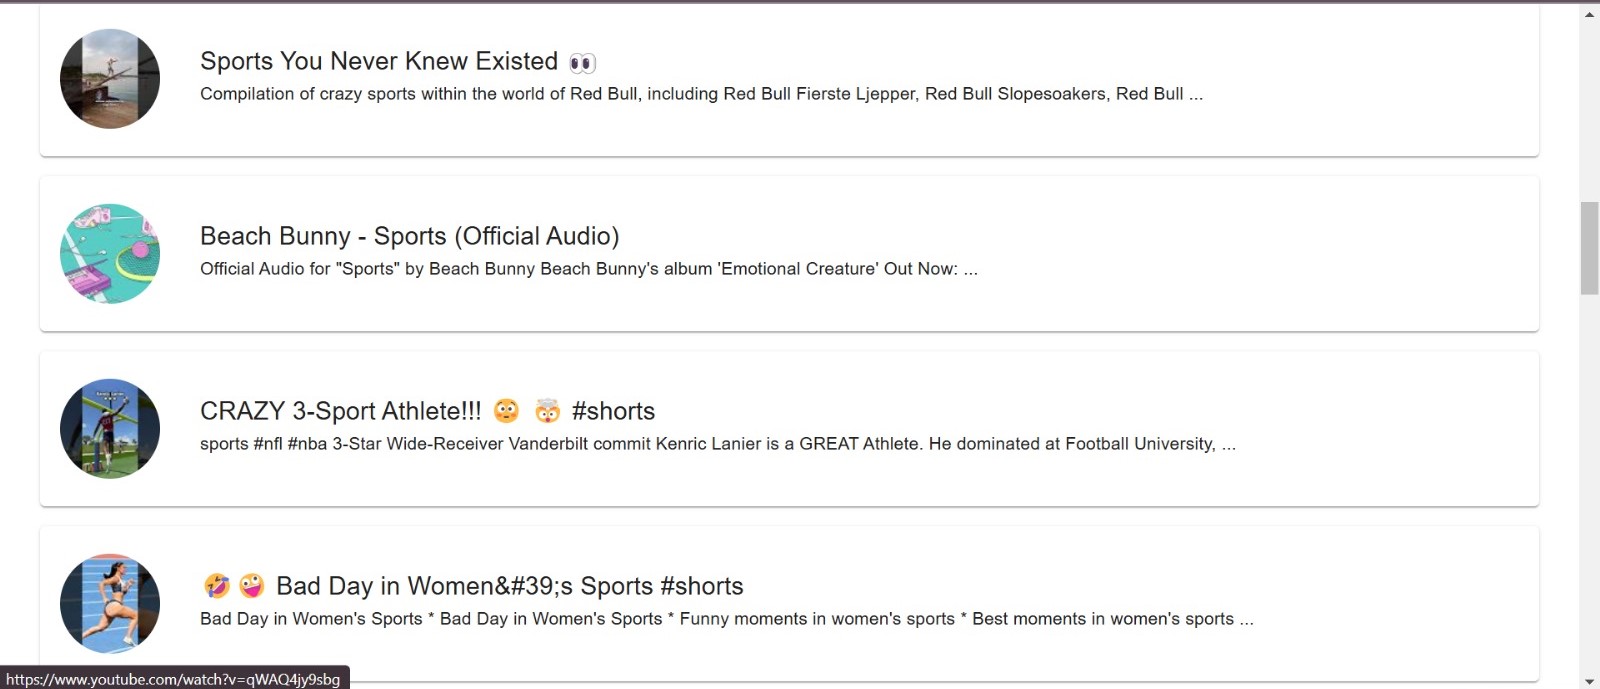 Sports You Never Knew Existed 👀
Compilation of crazy sports within the world of Red Bull, including Red Bull Fierste Ljepper, Red Bull Slopesoakers, Red Bull ...
Beach Bunny - Sports (Official Audio)
Official Audio for "Sports" by Beach Bunny Beach Bunny's album 'Emotional Creature' Out Now: ...
CRAZY 3-Sport Athlete!!! 😳 🤯 #shorts
sports #nfl #nba 3-Star Wide-Receiver Vanderbilt commit Kenric Lanier is a GREAT Athlete. He dominated at Football University, ...
🤣🤪 Bad Day in Women&#39;s Sports #shorts
Bad Day in Women's Sports * Bad Day in Women's Sports * Funny moments in women's sports * Best moments in women's sports ...
https://www.youtube.com/watch?v=qWAQ4jy9sbg